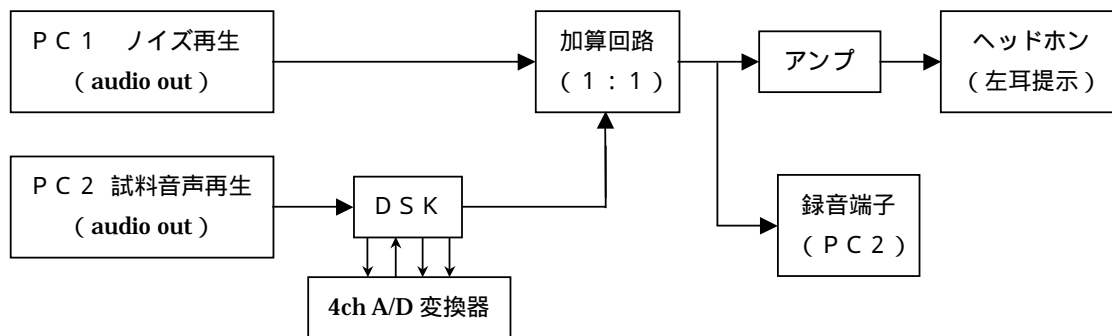 ＰＣ１　ノイズ再生
（audio out）
加算回路
（１：１）
アンプ
ヘッドホン
（左耳提示）
ＰＣ２ 試料音声再生
（audio out）
ＤＳＫ
録音端子
（ＰＣ２）
4ch A/D 変換器